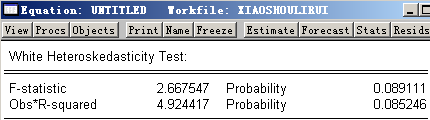 Equation: UNTITLED Workfile: XIAOSHOULIRUI
View Procs Objects Print Name Freeze Estimate Forecast Stats Resids
White Heteroskedasticity Test:
F-statistic 2.667547 Probability 0.089111
Obs*R-squared 4.924417 Probability 0.085246